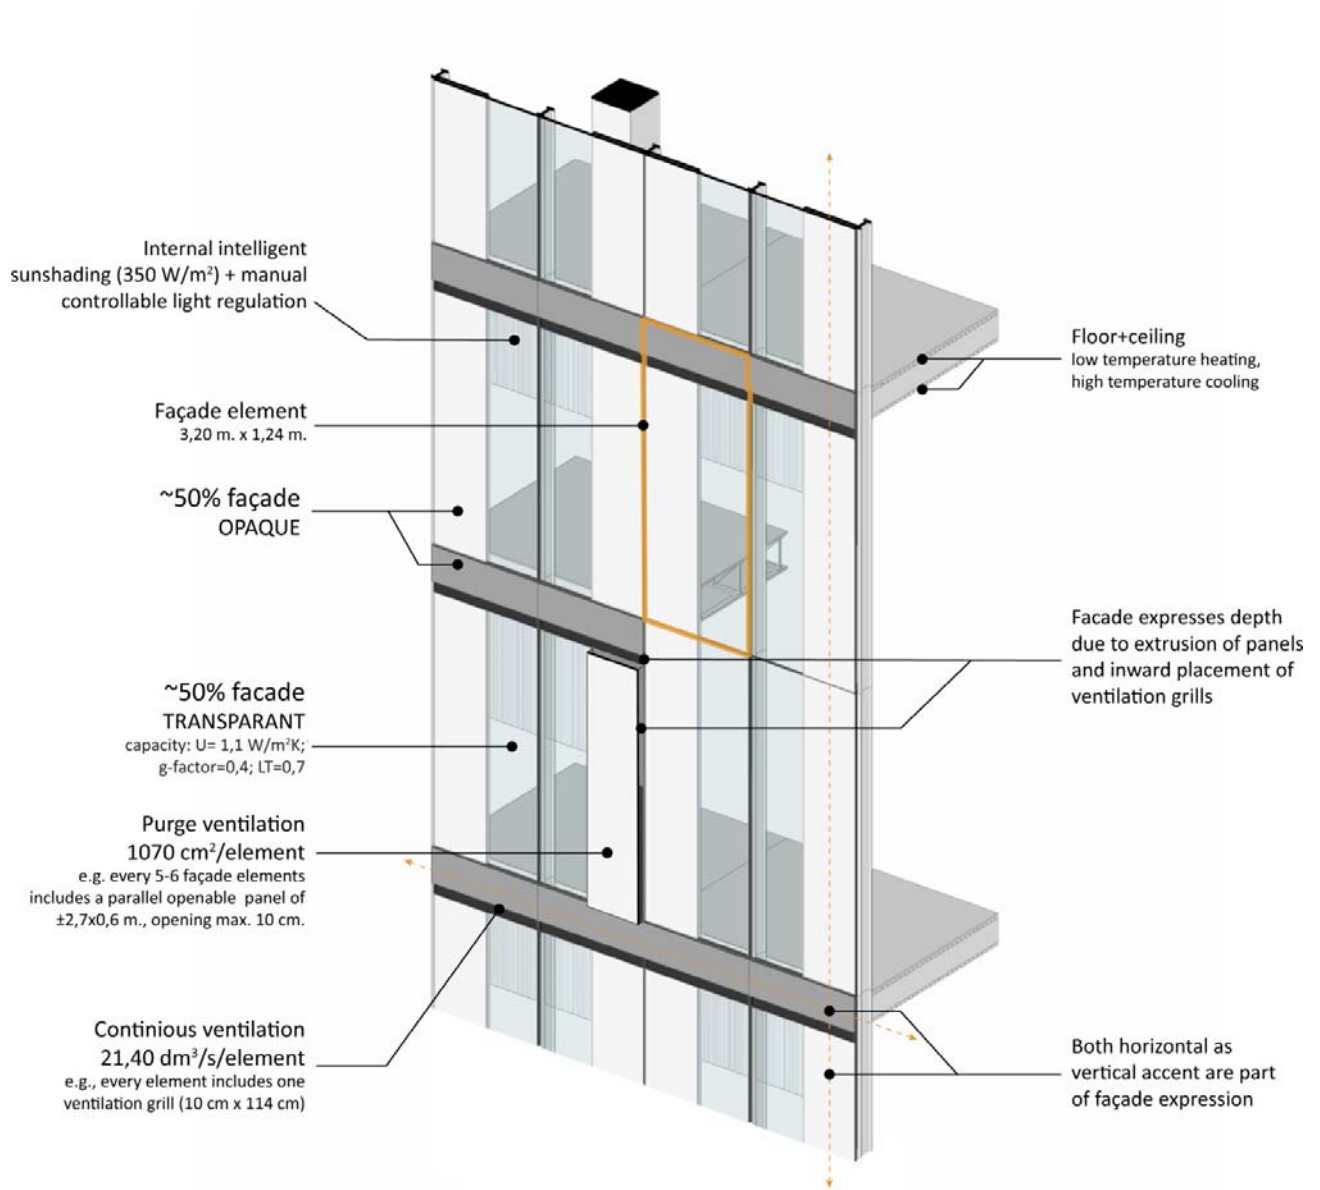 Internal intelligent
sunshading (350 W/m²) + manual
controllable light regulation
Façade element
3,20 m. x 1,24 m.
~50% façade
OPAQUE
~50% facade
TRANSPARANT
capacity: U= 1,1 W/m²K;
g-factor=0,4; LT=0,7
Purge ventilation
1070 cm²/element
e.g. every 5-6 façade elements
includes a parallel openable panel of
±2,7x0,6 m., opening max. 10 cm.
Continious ventilation
21,40 dm³/s/element
e.g., every element includes one
ventilation grill (10 cm x 114 cm)
Floor+ceiling
low temperature heating,
high temperature cooling
Facade expresses depth
due to extrusion of panels
and inward placement of
ventilation grills
Both horizontal as
vertical accent are part
of façade expression